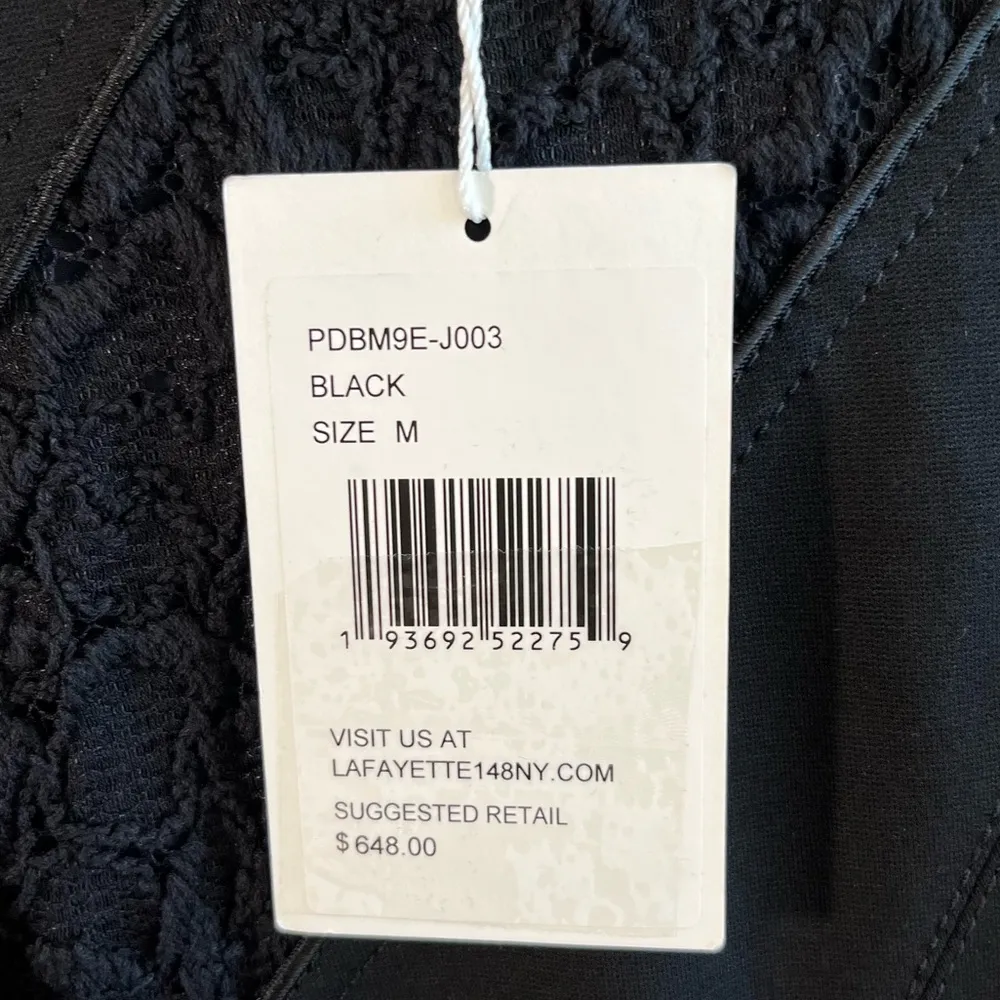 PDBM9E-J003
BLACK
SIZE M
1 93692 52275 9
VISIT US AT
LAFAYETTE148NY.COM
SUGGESTED RETAIL
$648.00